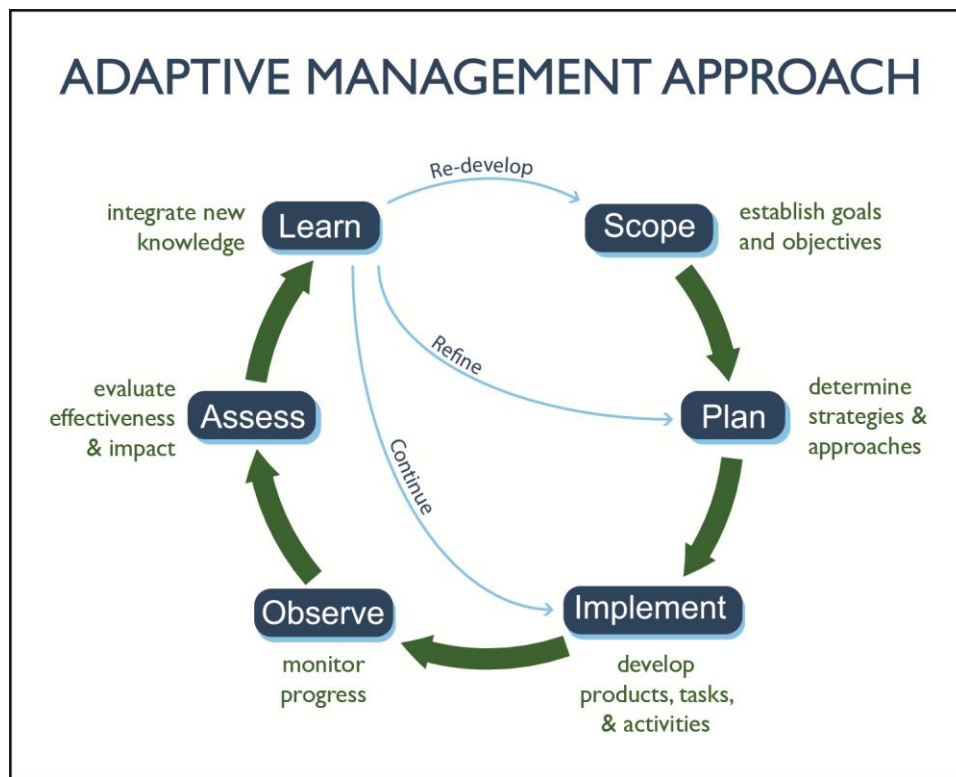 ADAPTIVE MANAGEMENT APPROACH
Re-develop
integrate new
knowledge
Learn
Scope
establish goals
and objectives
Refine
evaluate
effectiveness
& impact
Assess
Plan
determine
strategies &
approaches
Continue
Observe
monitor
progress
Implement
develop
products, tasks,
& activities